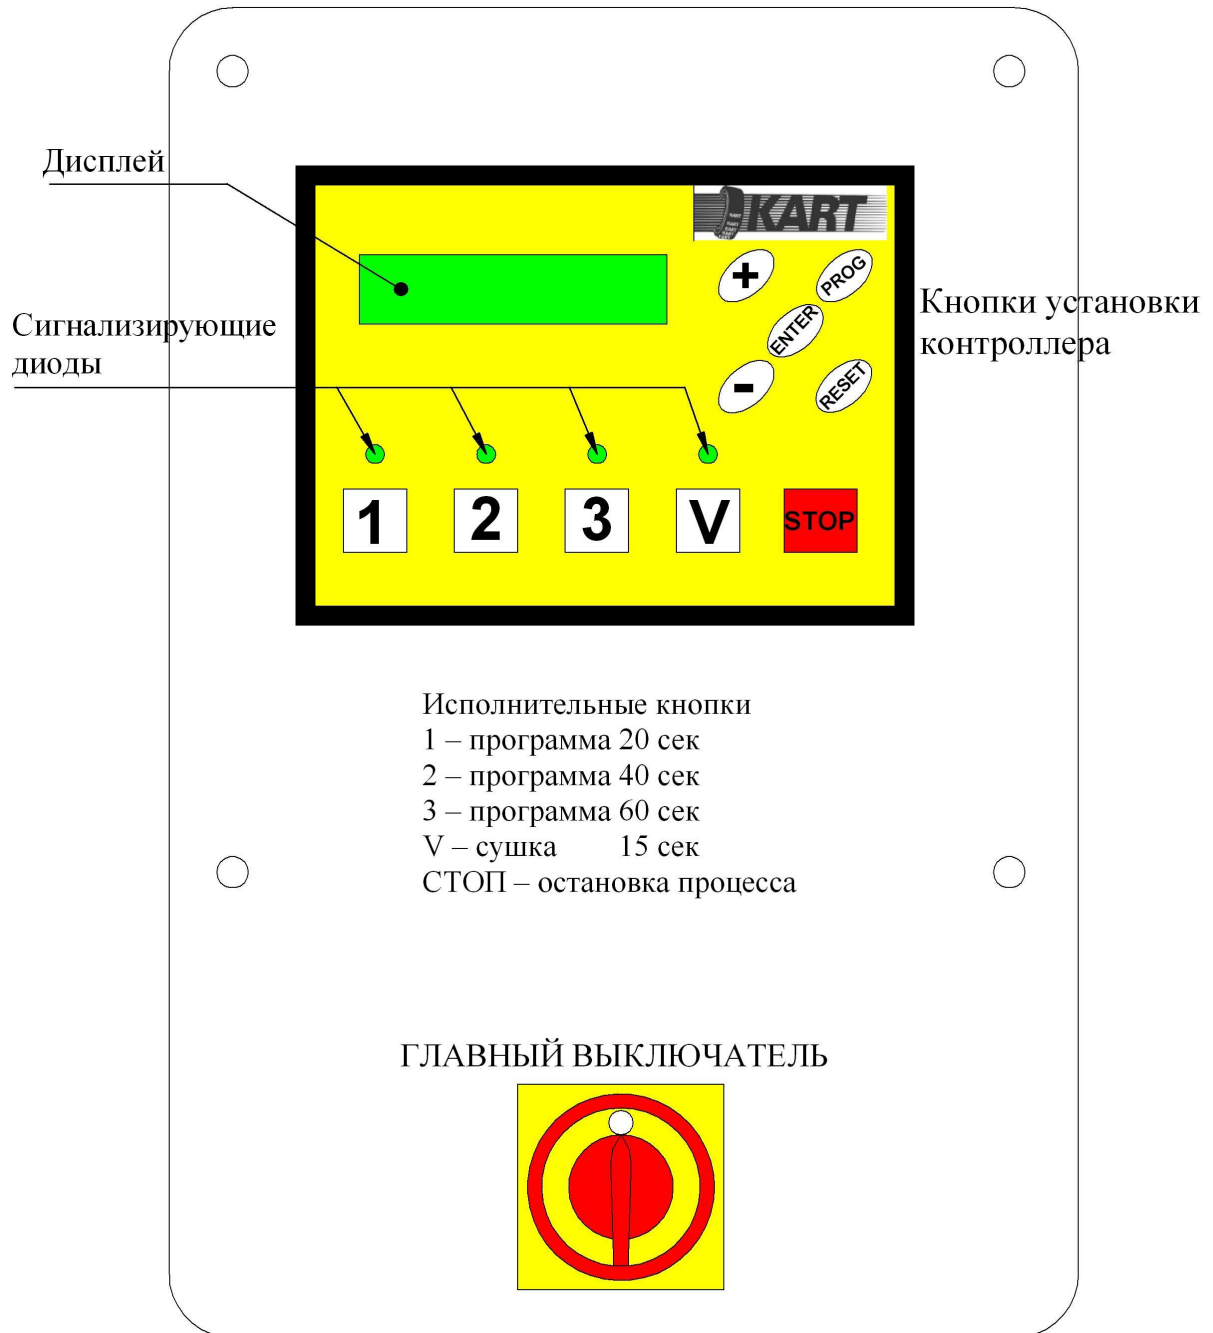 Дисплей
KART
+
PROG
Кнопки установки
контроллера
ENTER
Сигнализирующие
диоды
-
RESET
1 2 3 V STOP
Исполнительные кнопки
1 – программа 20 сек
2 – программа 40 сек
3 – программа 60 сек
V – сушка 15 сек
СТОП – остановка процесса
ГЛАВНЫЙ ВЫКЛЮЧАТЕЛЬ